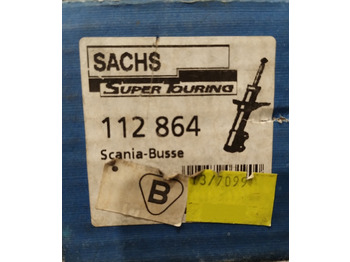 SACHS
SUPER TOURING
112 864
Scania-Busse
B